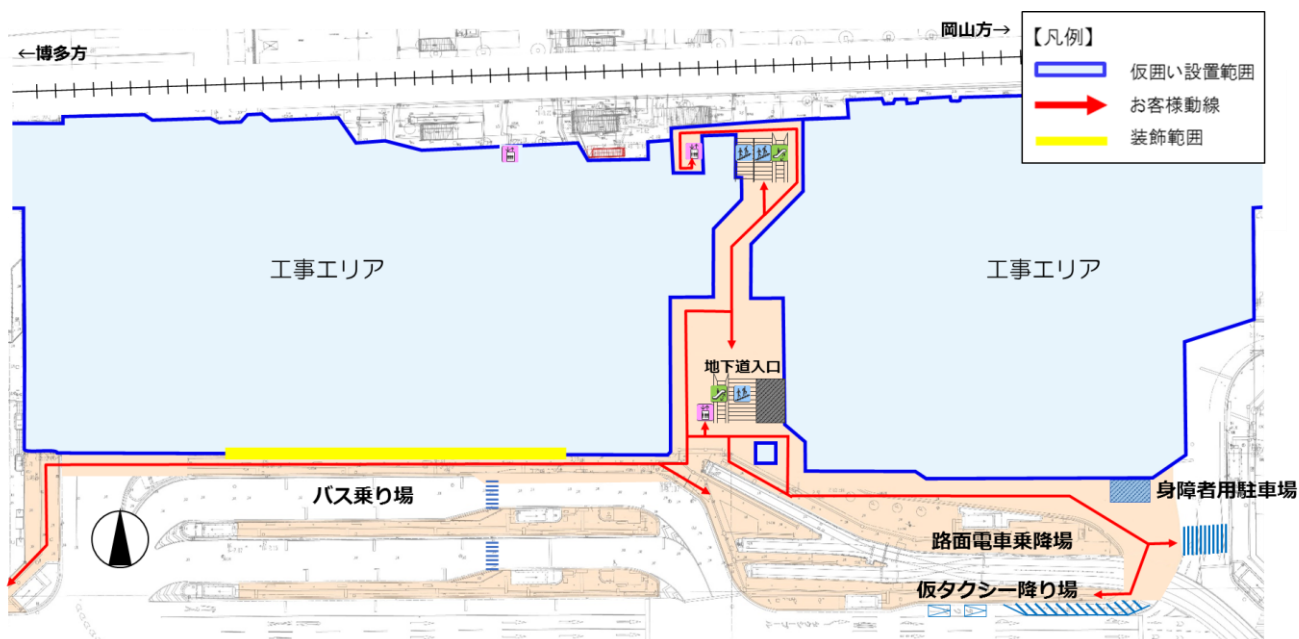 ←博多方
岡山方→
【凡例】
仮囲い設置範囲
お客様動線
装飾範囲
工事エリア
工事エリア
地下道入口
バス乗り場
身障者用駐車場
路面電車乗降場
仮タクシー降り場